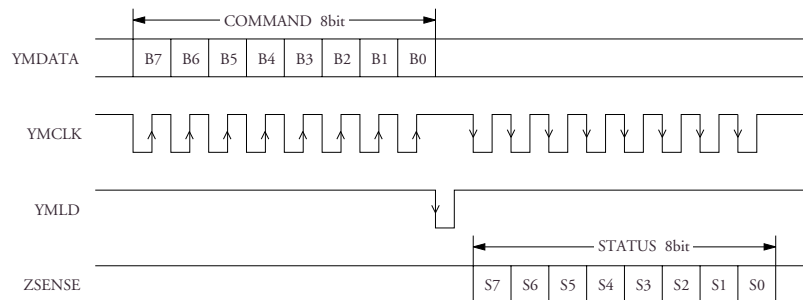 COMMAND 8bit
YMDATA B7 B6 B5 B4 B3 B2 B1 B0
YMCLK
YMLD
STATUS 8bit
ZSENSE S7 S6 S5 S4 S3 S2 S1 S0